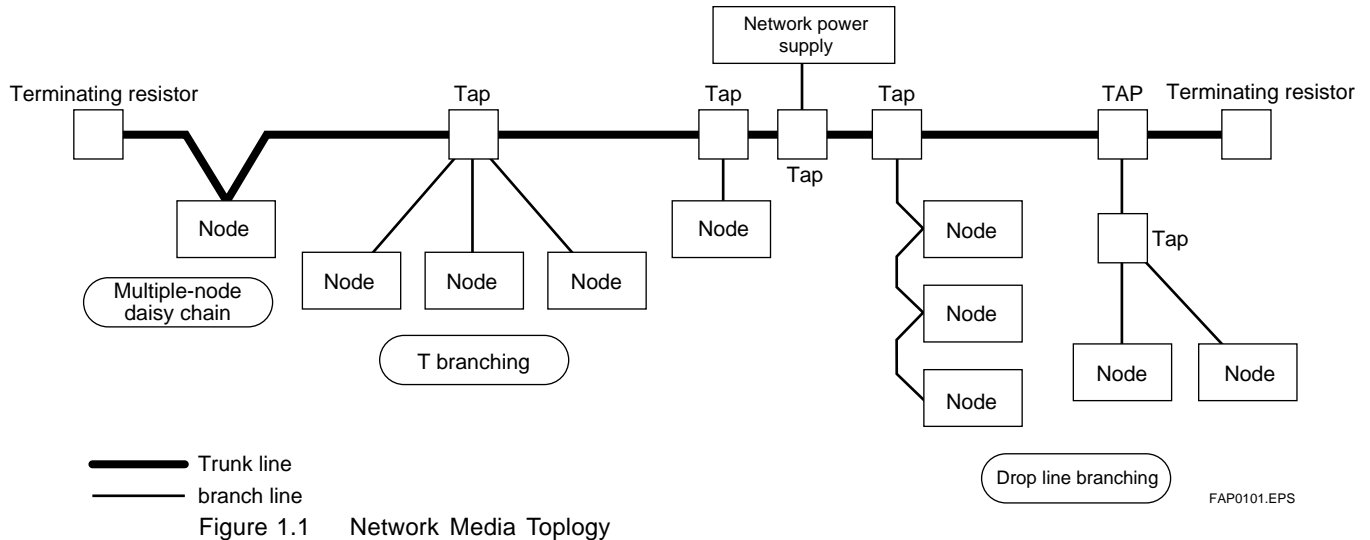 Network power
supply
Terminating resistor
Tap
Tap
Tap
TAP
Terminating resistor
Tap
Node
Node
Node
Tap
Node
Node
Node
Multiple-node
daisy chain
Node
T branching
Node
Node
Node
Trunk line
Drop line branching
branch line
FAP0101.EPS
Figure 1.1 Network Media Toplogy